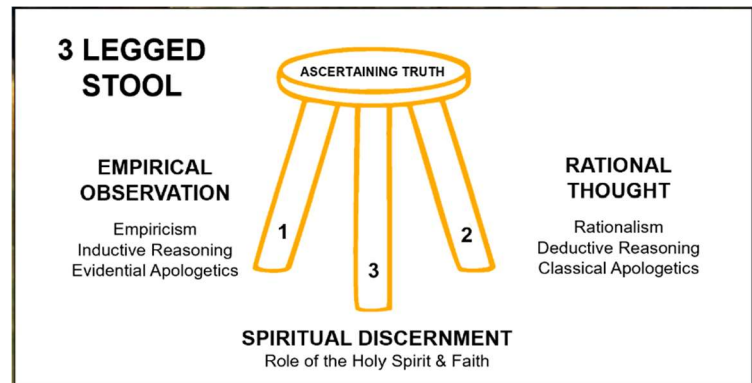 3 LEGGED
STOOL
ASCERTAINING TRUTH
EMPIRICAL
OBSERVATION
Empiricism
Inductive Reasoning
Evidential Apologetics
1
2
3
RATIONAL
THOUGHT
Rationalism
Deductive Reasoning
Classical Apologetics
SPIRITUAL DISCERNMENT
Role of the Holy Spirit & Faith